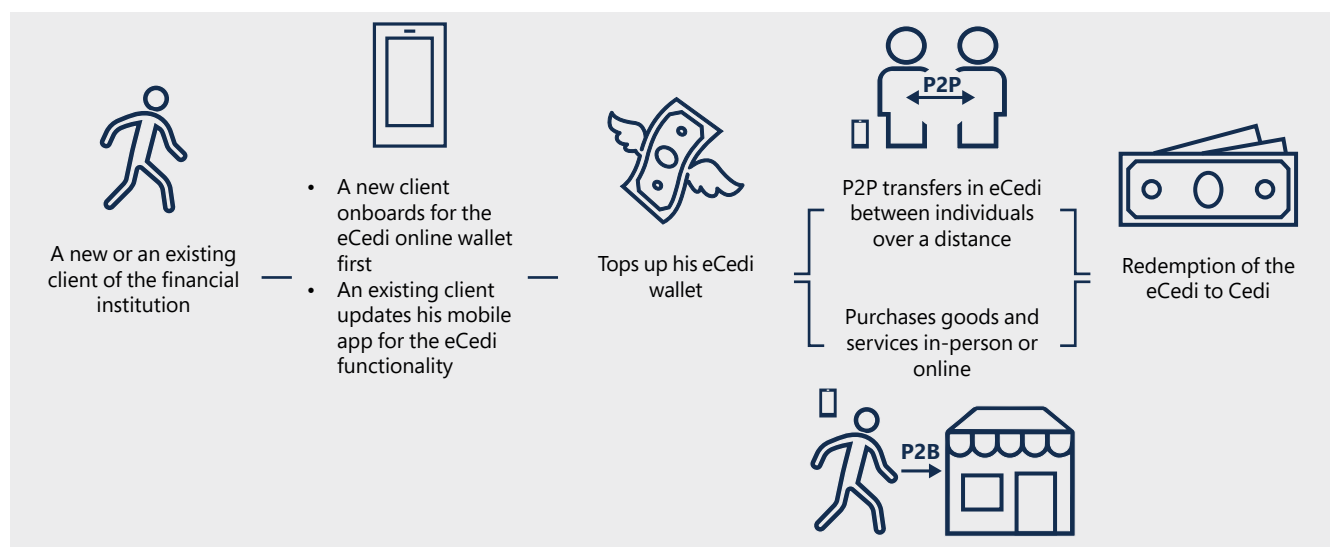 A new or an existing
client of the financial
institution
• A new client
onboards for the
eCedi online wallet
first
• An existing client
updates his mobile
app for the eCedi
functionality
Tops up his eCedi
wallet
P2P
P2P transfers in eCedi
between individuals
over a distance
Purchases goods and
services in-person or
online
P2B
Redemption of the
eCedi to Cedi